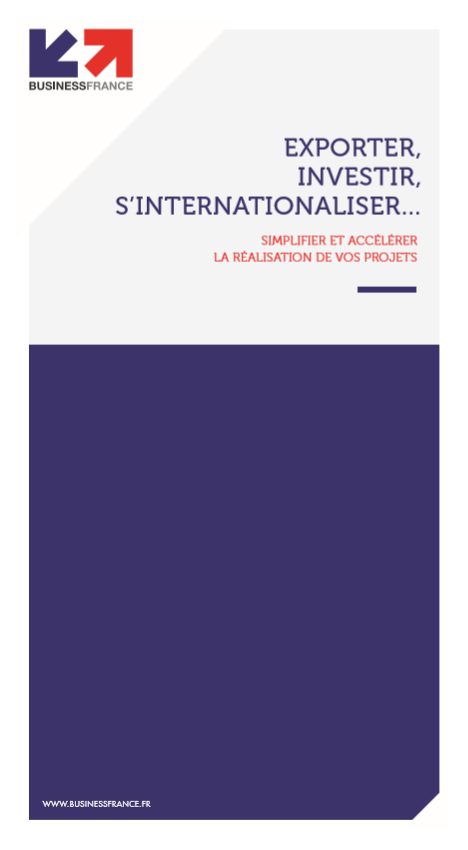 BUSINESSFRANCE
EXPORTER,
INVESTIR,
S'INTERNATIONALISER...
SIMPLIFIER ET ACCÉLÉRER
LA RÉALISATION DE VOS PROJETS
WWW.BUSINESSFRANCE.FR